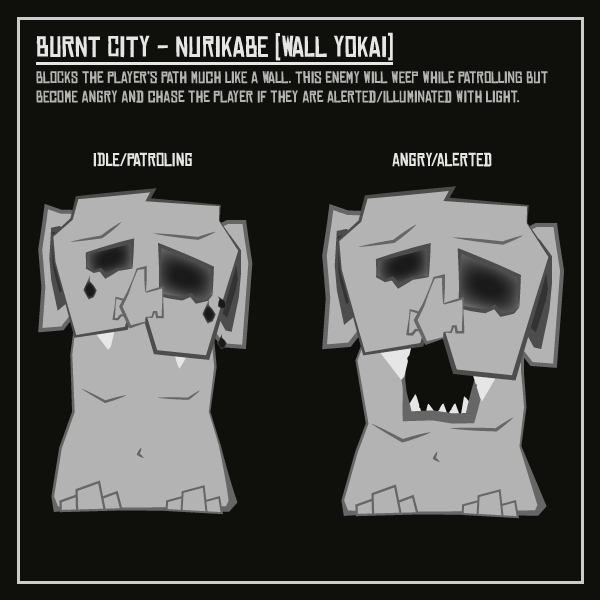 BURNT CITY - NURIKABE [WALL YOKAI]
BLOCKS THE PLAYER'S PATH MUCH LIKE A WALL. THIS ENEMY WILL WEEP WHILE PATROLLING BUT
BECOME ANGRY AND CHASE THE PLAYER IF THEY ARE ALERTED/ILLUMINATED WITH LIGHT.
IDLE/PATROLING
ANGRY/ALERTED